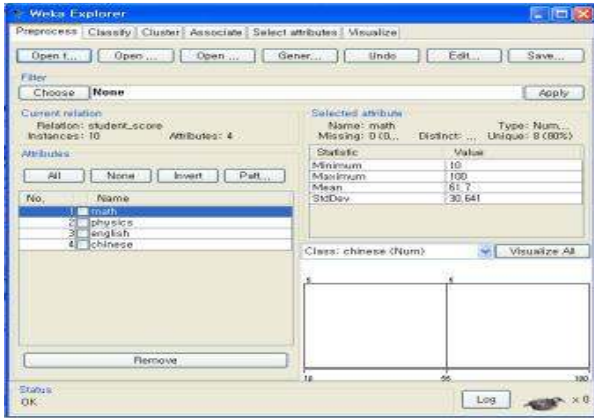 Weka Explorer
Preprocess Classify Cluster Associate Select attributes Visualize
Open f... Open ... Open ... Gener... Undo Edit... Save...
Filter
Choose None Apply
Current relation
Relation: student_score
Instances: 10 Attributes: 4
Attributes
All None Invert Patt...
No. Name
1 math
2 physics
3 english
4 chinese
Remove
Selected attribute
Name: math Type: Num...
Missing: 0 (0... Distinct: ... Unique: 8 (80%)
Statistic Value
Minimum 10
Maximum 100
Mean 61.7
StdDev 30.641
Class: chinese (Num) Visualize All
5 5
10 55 100
Status
OK
Log x 0